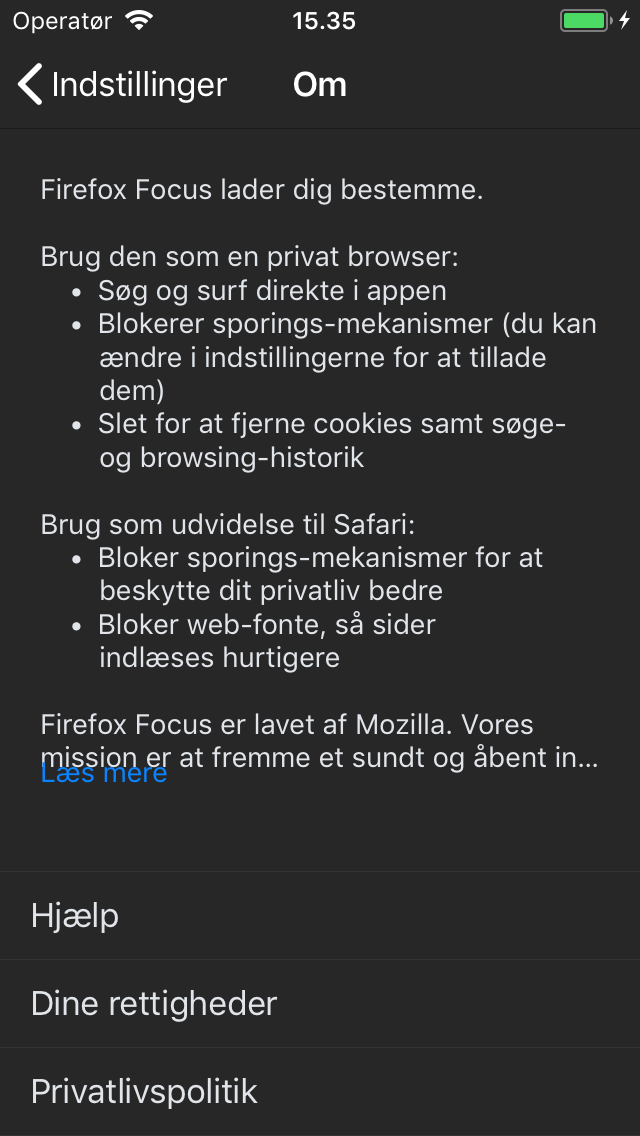 Operatør 15.35
Indstillinger Om
Firefox Focus lader dig bestemme.
Brug den som en privat browser:
• Søg og surf direkte i appen
• Blokerer sporings-mekanismer (du kan
ændre i indstillingerne for at tillade
dem)
• Slet for at fjerne cookies samt søge-
og browsing-historik
Brug som udvidelse til Safari:
• Bloker sporings-mekanismer for at
beskytte dit privatliv bedre
• Bloker web-fonte, så sider
indlæses hurtigere
Firefox Focus er lavet af Mozilla. Vores
mission er at fremme et sundt og åbent in...
Læs mere
Hjælp
Dine rettigheder
Privatlivspolitik